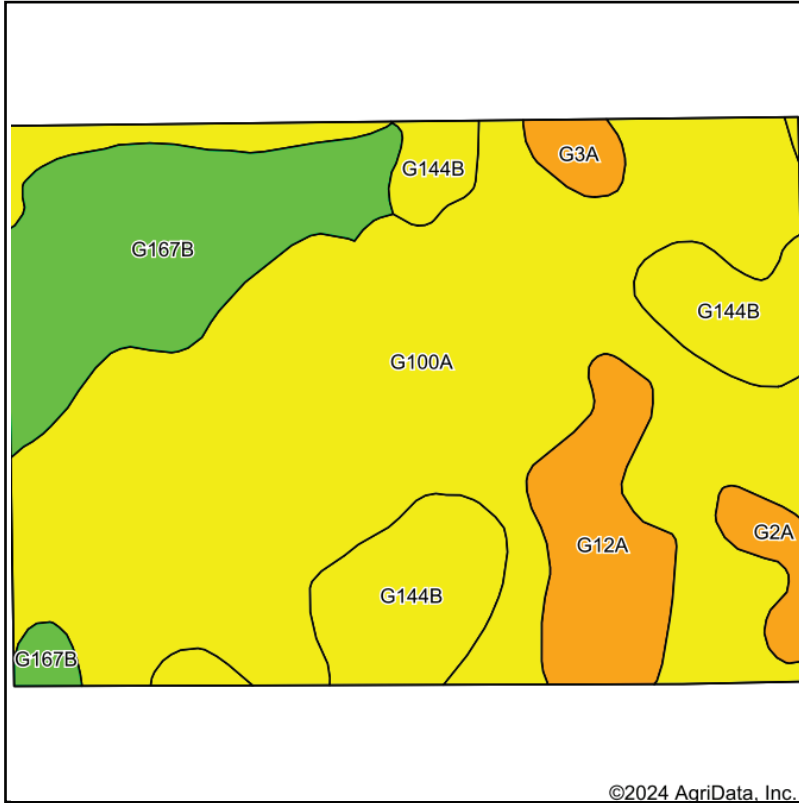 G3A
G144B
G167B
G144B
G100A
G2A
G12A
G144B
G167B
©2024 AgriData, Inc.